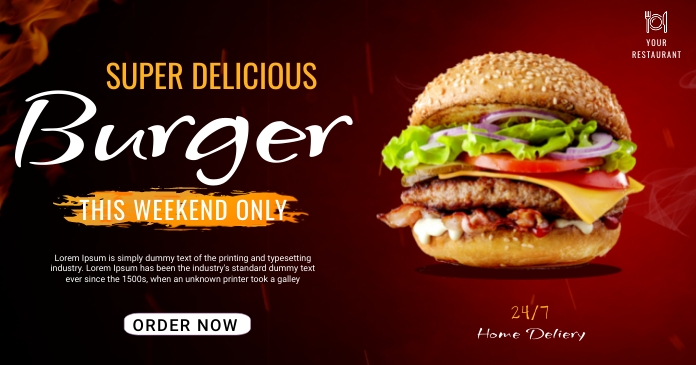 YOUR
RESTAURANT
SUPER DELICIOUS
Burger
THIS WEEKEND ONLY
Lorem Ipsum is simply dummy text of the printing and typesetting
industry. Lorem Ipsum has been the industry's standard dummy text
ever since the 1500s, when an unknown printer took a galley
ORDER NOW
24/7
Home Deliery